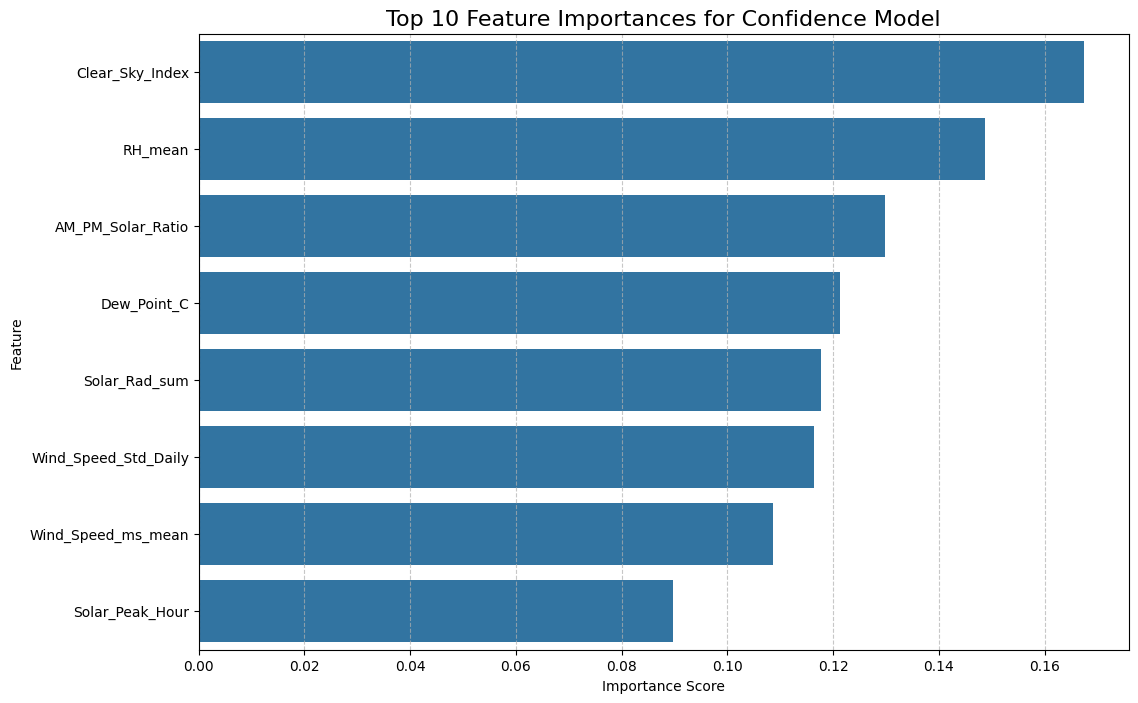 Top 10 Feature Importances for Confidence Model
Clear_Sky_Index
RH_mean
AM_PM_Solar_Ratio
Dew_Point_C
Solar_Rad_sum
Wind_Speed_Std_Daily
Wind_Speed_ms_mean
Solar_Peak_Hour
Feature
0.00 0.02 0.04 0.06 0.08 0.10 0.12 0.14 0.16
Importance Score